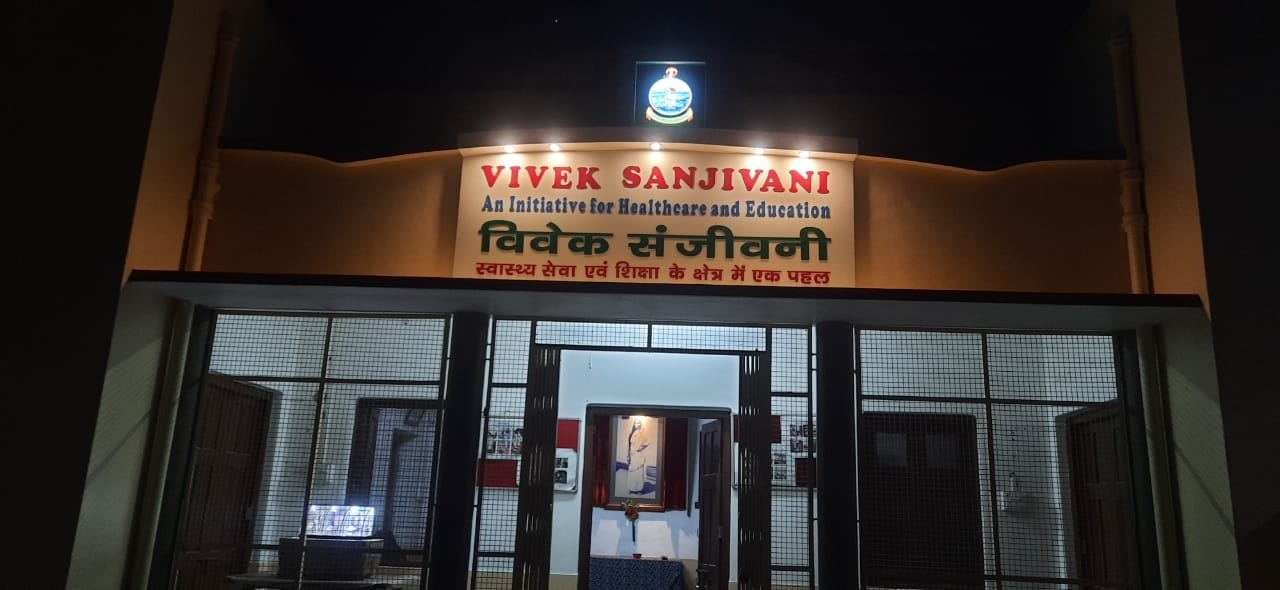 VIVEK SANJIVANI
An Initiative for Healthcare and Education
विवेक संजीवनी
स्वास्थ्य सेवा एवं शिक्षा के क्षेत्र में एक पहल